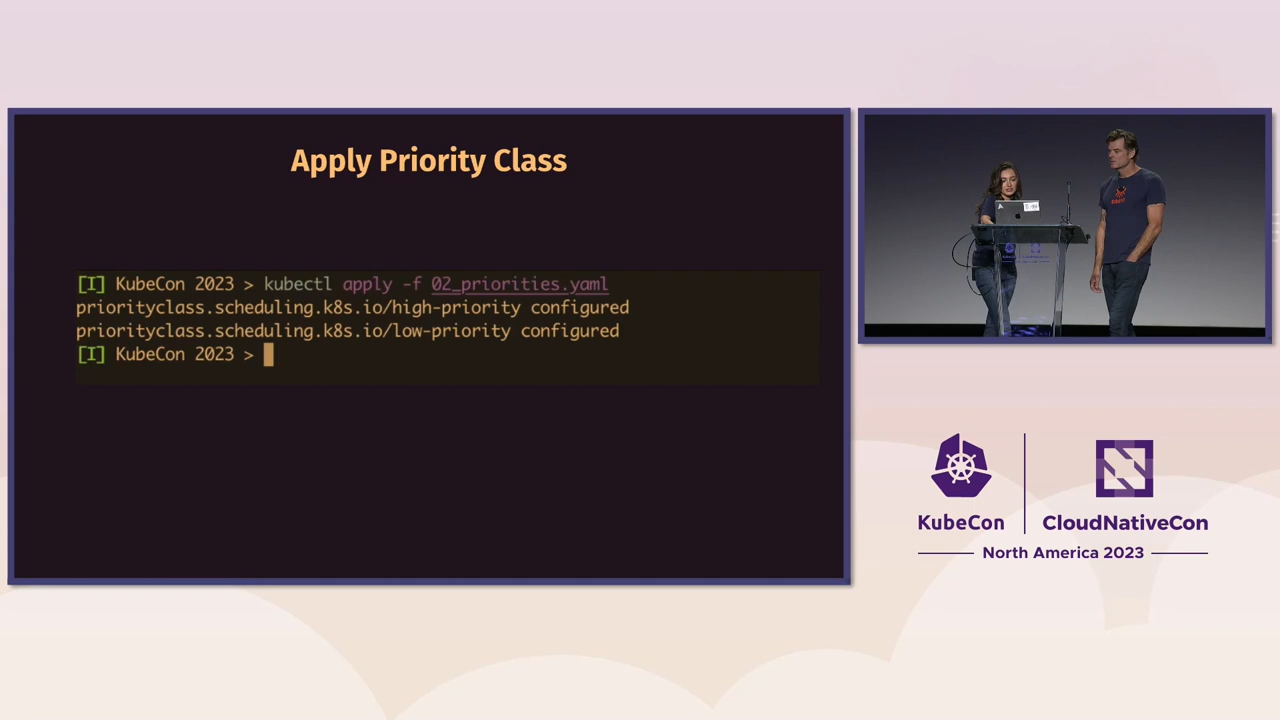 Apply Priority Class
[I] KubeCon 2023 > kubectl apply -f 02_priorities.yaml
priorityclass.scheduling.k8s.io/high-priority configured
priorityclass.scheduling.k8s.io/low-priority configured
[I] KubeCon 2023 >
KubeCon
CloudNativeCon
North America 2023